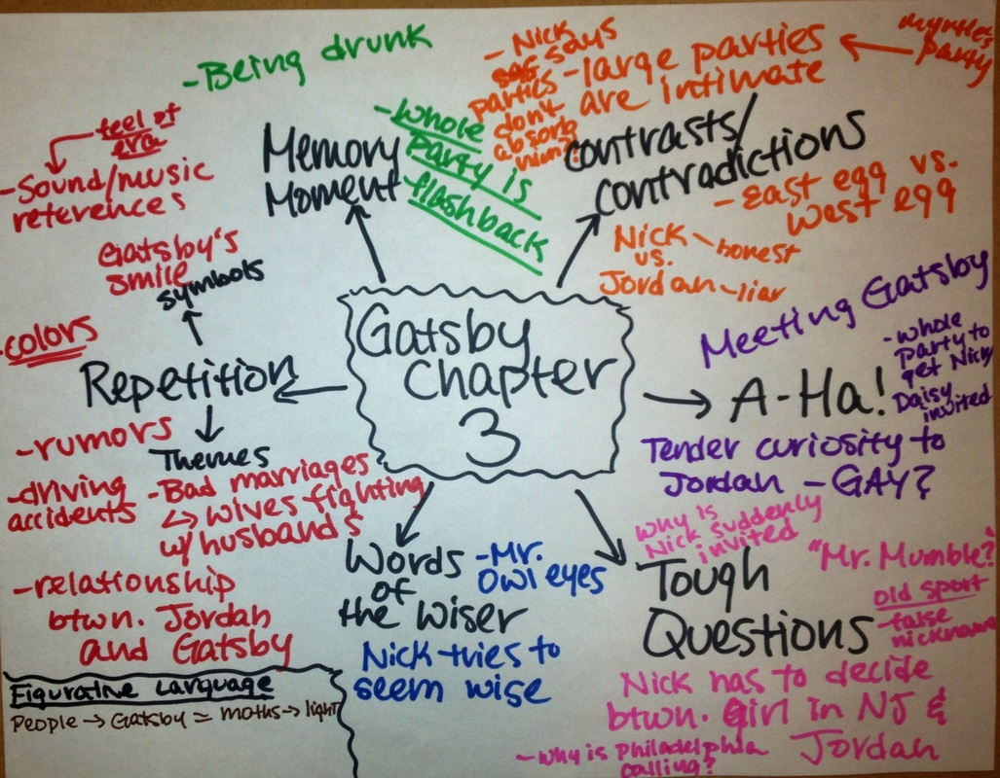 Gatsby
Chapter
3
Memory
Moment
-Being drunk
-Whole
party is
flashback
contrasts/
contradictions
-Nick
says
parties
don't
absorb
him?
-large parties
are intimate
myrtle's
party
-East egg vs.
West egg
Nick - honest
vs.
Jordan - liar
A-Ha!
Meeting Gatsby
-whole
party to
get Nick/
Daisy
invited
Tender curiosity to
Jordan - GAY?
Tough
Questions
why is
Nick suddenly
invited
"Mr. Mumble?"
old sport
false
nickname
Nick has to decide
btwn. girl in NJ &
Jordan
-why is Philadelphia
calling?
Words
of
the wiser
-Mr.
Owl eyes
Nick tries to
seem wise
Repetition
symbols
Gatsby's
smile
feel of
era
-Sound/music
references
-colors
-rumors
-driving
accidents
Themes
-Bad marriages
↳ wives fighting
w/ husbands
-relationship
btwn. Jordan
and Gatsby
Figurative Language
People → Gatsby = moths → light